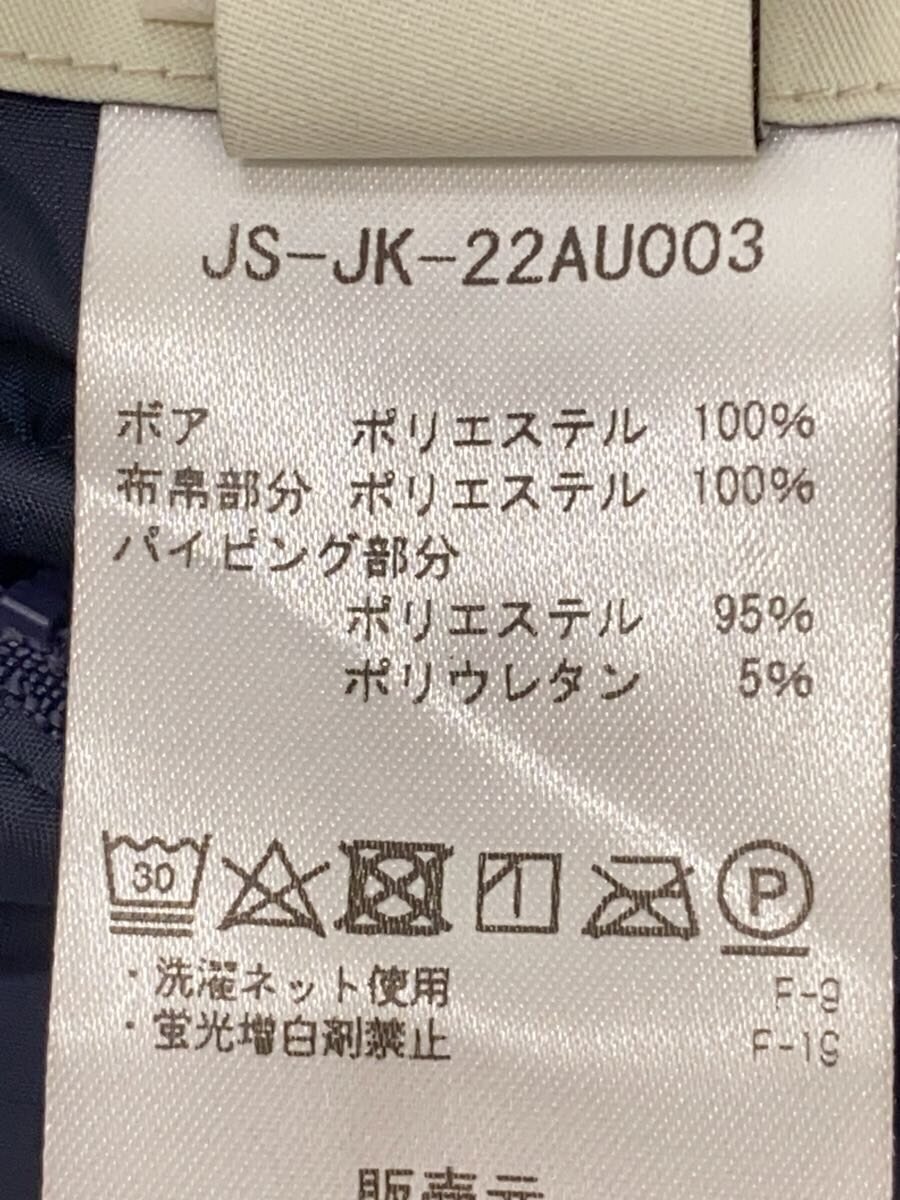 JS-JK-22AU003
ボア ポリエステル 100%
布帛部分 ポリエステル 100%
パイピング部分
ポリエステル 95%
ポリウレタン 5%
30 P
・洗濯ネット使用 F-9
・蛍光増白剤禁止 F-19
販売元